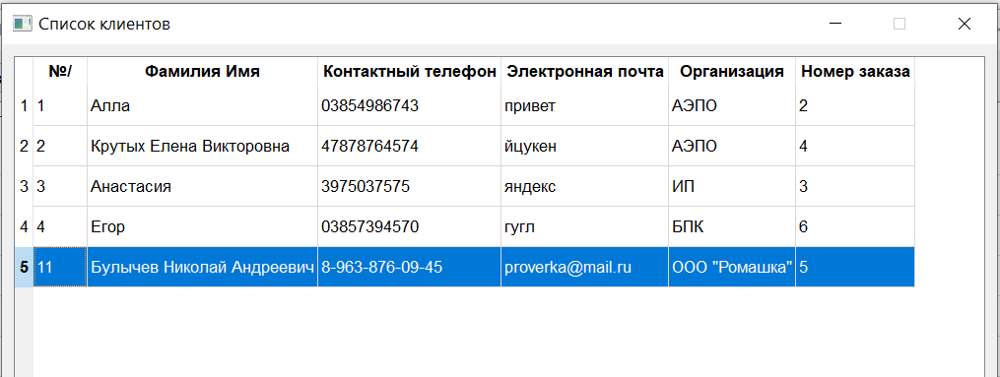 Список клиентов
№/ Фамилия Имя Контактный телефон Электронная почта Организация Номер заказа
1 1 Алла 03854986743 привет АЭПО 2
2 2 Крутых Елена Викторовна 47878764574 йцукен АЭПО 4
3 3 Анастасия 3975037575 яндекс ИП 3
4 4 Егор 03857394570 гугл БПК 6
5 11 Булычев Николай Андреевич 8-963-876-09-45 proverka@mail.ru ООО "Ромашка" 5